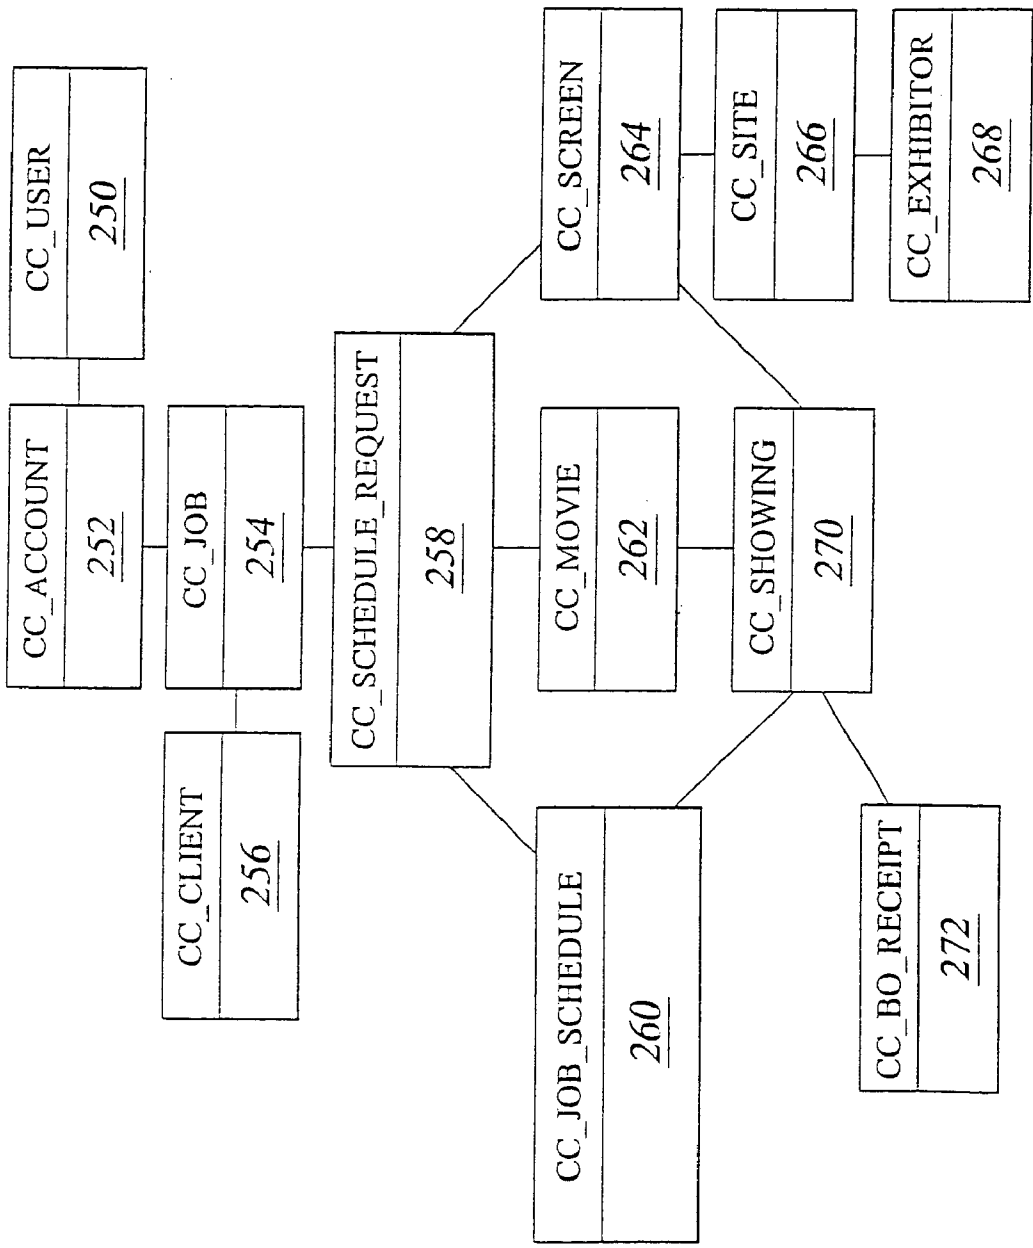 CC_USER
250
CC_ACCOUNT
252
CC_JOB
254
CC_CLIENT
256
CC_SCHEDULE_REQUEST
258
CC_SCREEN
264
CC_MOVIE
262
CC_JOB_SCHEDULE
260
CC_SITE
266
CC_SHOWING
270
CC_EXHIBITOR
268
CC_BO_RECEIPT
272